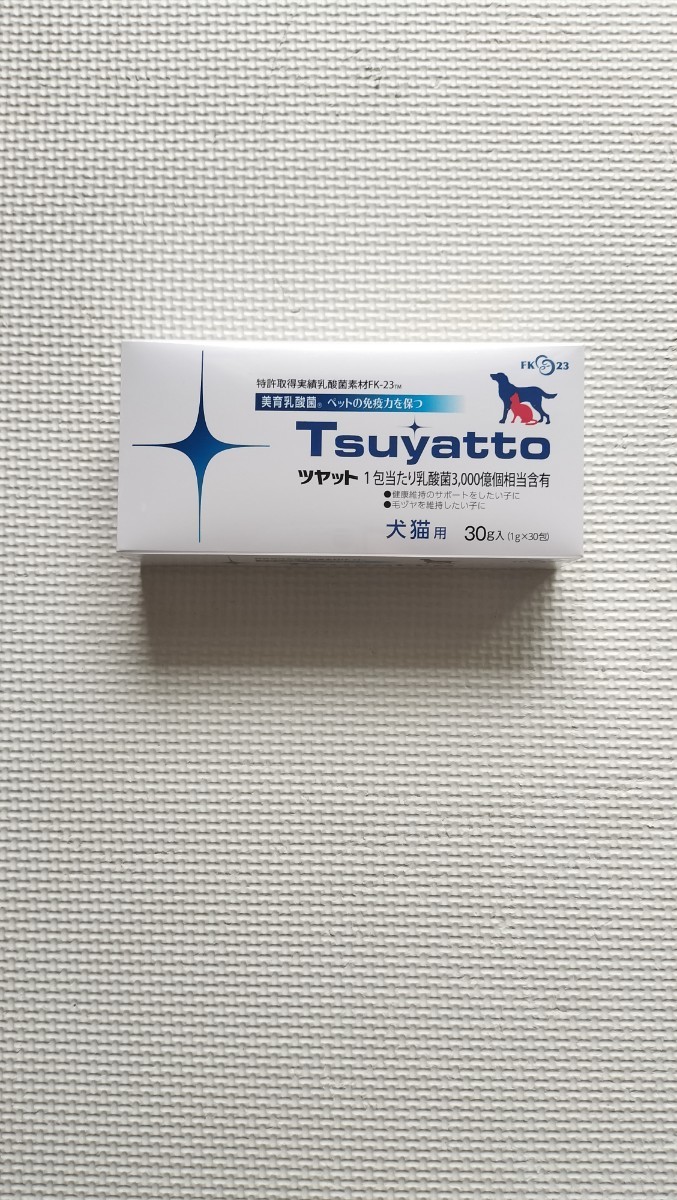 FK 23
特許取得実績乳酸菌素材FK-23™
美育乳酸菌® ペットの免疫力を保つ
Tsuyatto
ツヤット 1包当たり乳酸菌3,000億個相当含有
●健康維持のサポートをしたい子に
●毛ヅヤを維持したい子に
犬猫用 30g入(1g×30包)